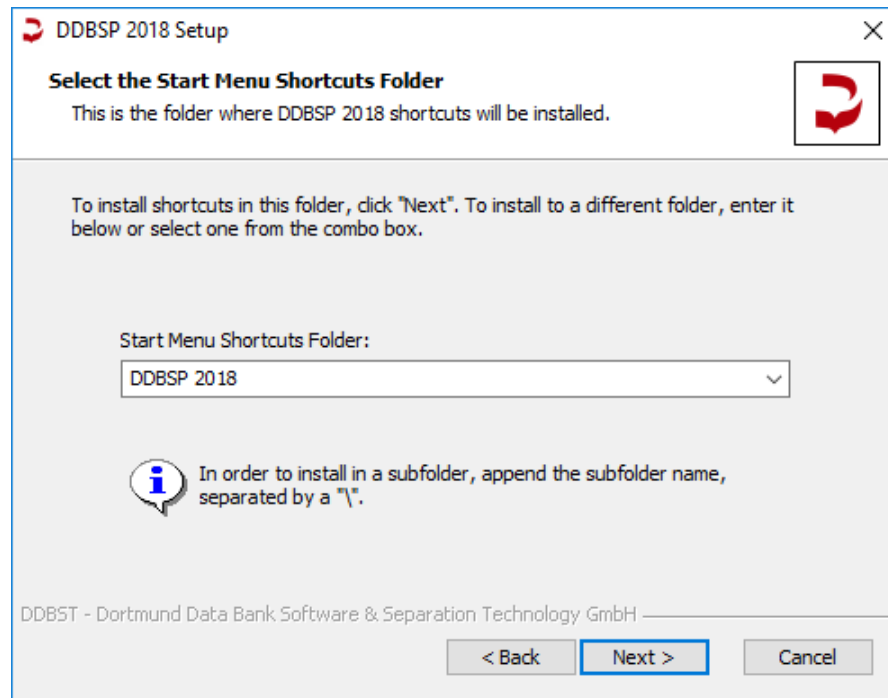 DDBSP 2018 Setup
Select the Start Menu Shortcuts Folder
This is the folder where DDBSP 2018 shortcuts will be installed.
To install shortcuts in this folder, click "Next". To install to a different folder, enter it
below or select one from the combo box.
Start Menu Shortcuts Folder:
DDBSP 2018
In order to install in a subfolder, append the subfolder name,
separated by a "\".
DDBST - Dortmund Data Bank Software & Separation Technology GmbH
< Back Next > Cancel